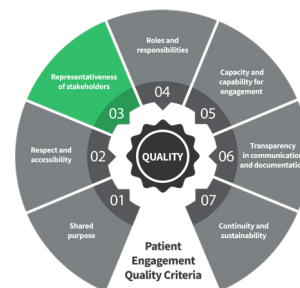 Roles and
responsibilities
Representativeness
of stakeholders
Capacity and
capability for
engagement
04
03
05
Respect and
accessibility
02
QUALITY
06
Transparency
in communication
and documentation
01
07
Shared
purpose
Continuity and
sustainability
Patient
Engagement
Quality Criteria